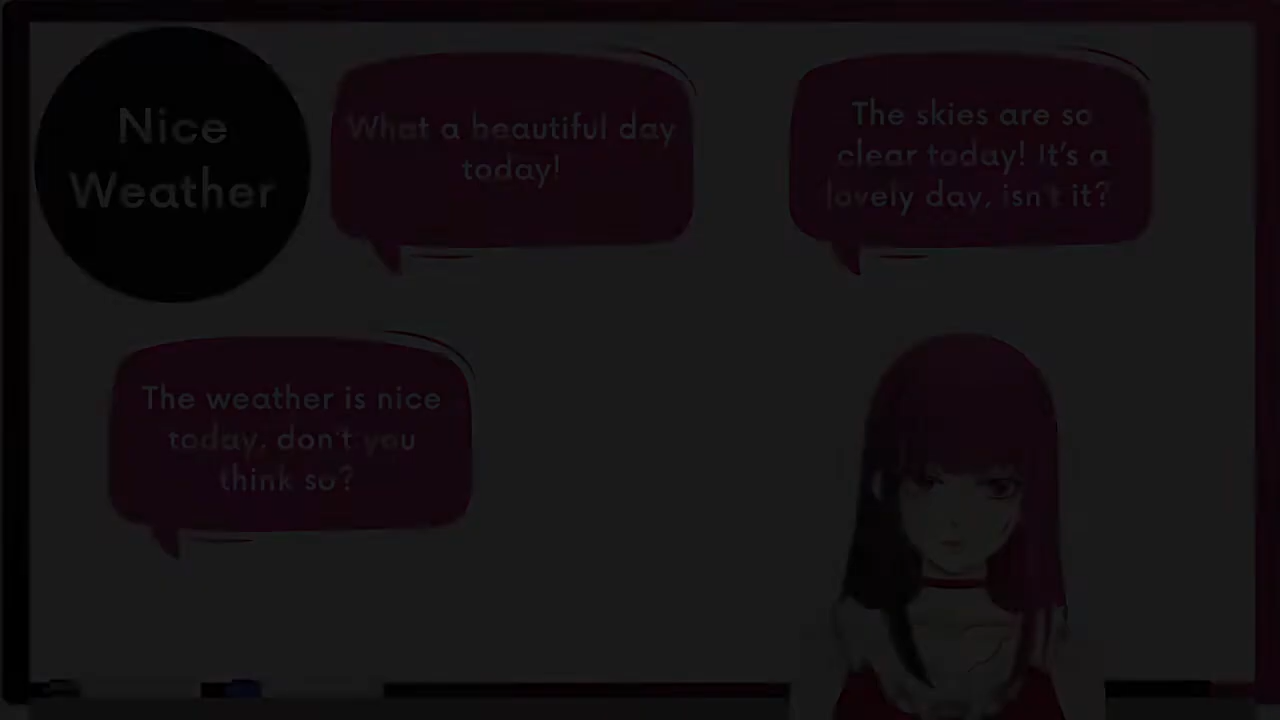 Nice
Weather
What a beautiful day
today!
The skies are so
clear today! It's a
lovely day, isn't it?
The weather is nice
today, don't you
think so?